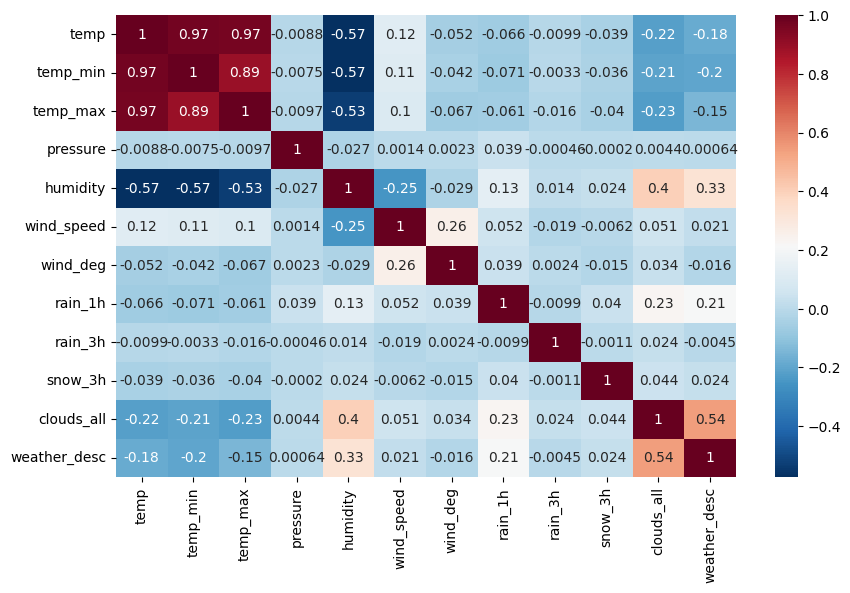 temp 1 0.97 0.97 -0.0088 -0.57 0.12 -0.052 -0.066 -0.0099 -0.039 -0.22 -0.18
temp_min 0.97 1 0.89 -0.0075 -0.57 0.11 -0.042 -0.071 -0.0033 -0.036 -0.21 -0.2
temp_max 0.97 0.89 1 -0.0097 -0.53 0.1 -0.067 -0.061 -0.016 -0.04 -0.23 -0.15
pressure -0.0088 -0.0075 -0.0097 1 -0.027 0.0014 0.0023 0.039 -0.00046 -0.0002 0.0044 0.00064
humidity -0.57 -0.57 -0.53 -0.027 1 -0.25 -0.029 0.13 0.014 0.024 0.4 0.33
wind_speed 0.12 0.11 0.1 0.0014 -0.25 1 0.26 0.052 -0.019 -0.0062 0.051 0.021
wind_deg -0.052 -0.042 -0.067 0.0023 -0.029 0.26 1 0.039 0.0024 -0.015 0.034 -0.016
rain_1h -0.066 -0.071 -0.061 0.039 0.13 0.052 0.039 1 -0.0099 0.04 0.23 0.21
rain_3h -0.0099 -0.0033 -0.016 -0.00046 0.014 -0.019 0.0024 -0.0099 1 -0.0011 0.024 -0.0045
snow_3h -0.039 -0.036 -0.04 -0.0002 0.024 -0.0062 -0.015 0.04 -0.0011 1 0.044 0.024
clouds_all -0.22 -0.21 -0.23 0.0044 0.4 0.051 0.034 0.23 0.024 0.044 1 0.54
weather_desc -0.18 -0.2 -0.15 0.00064 0.33 0.021 -0.016 0.21 -0.0045 0.024 0.54 1
temp temp_min temp_max pressure humidity wind_speed wind_deg rain_1h rain_3h snow_3h clouds_all weather_desc
1.0
0.8
0.6
0.4
0.2
0.0
−0.2
−0.4